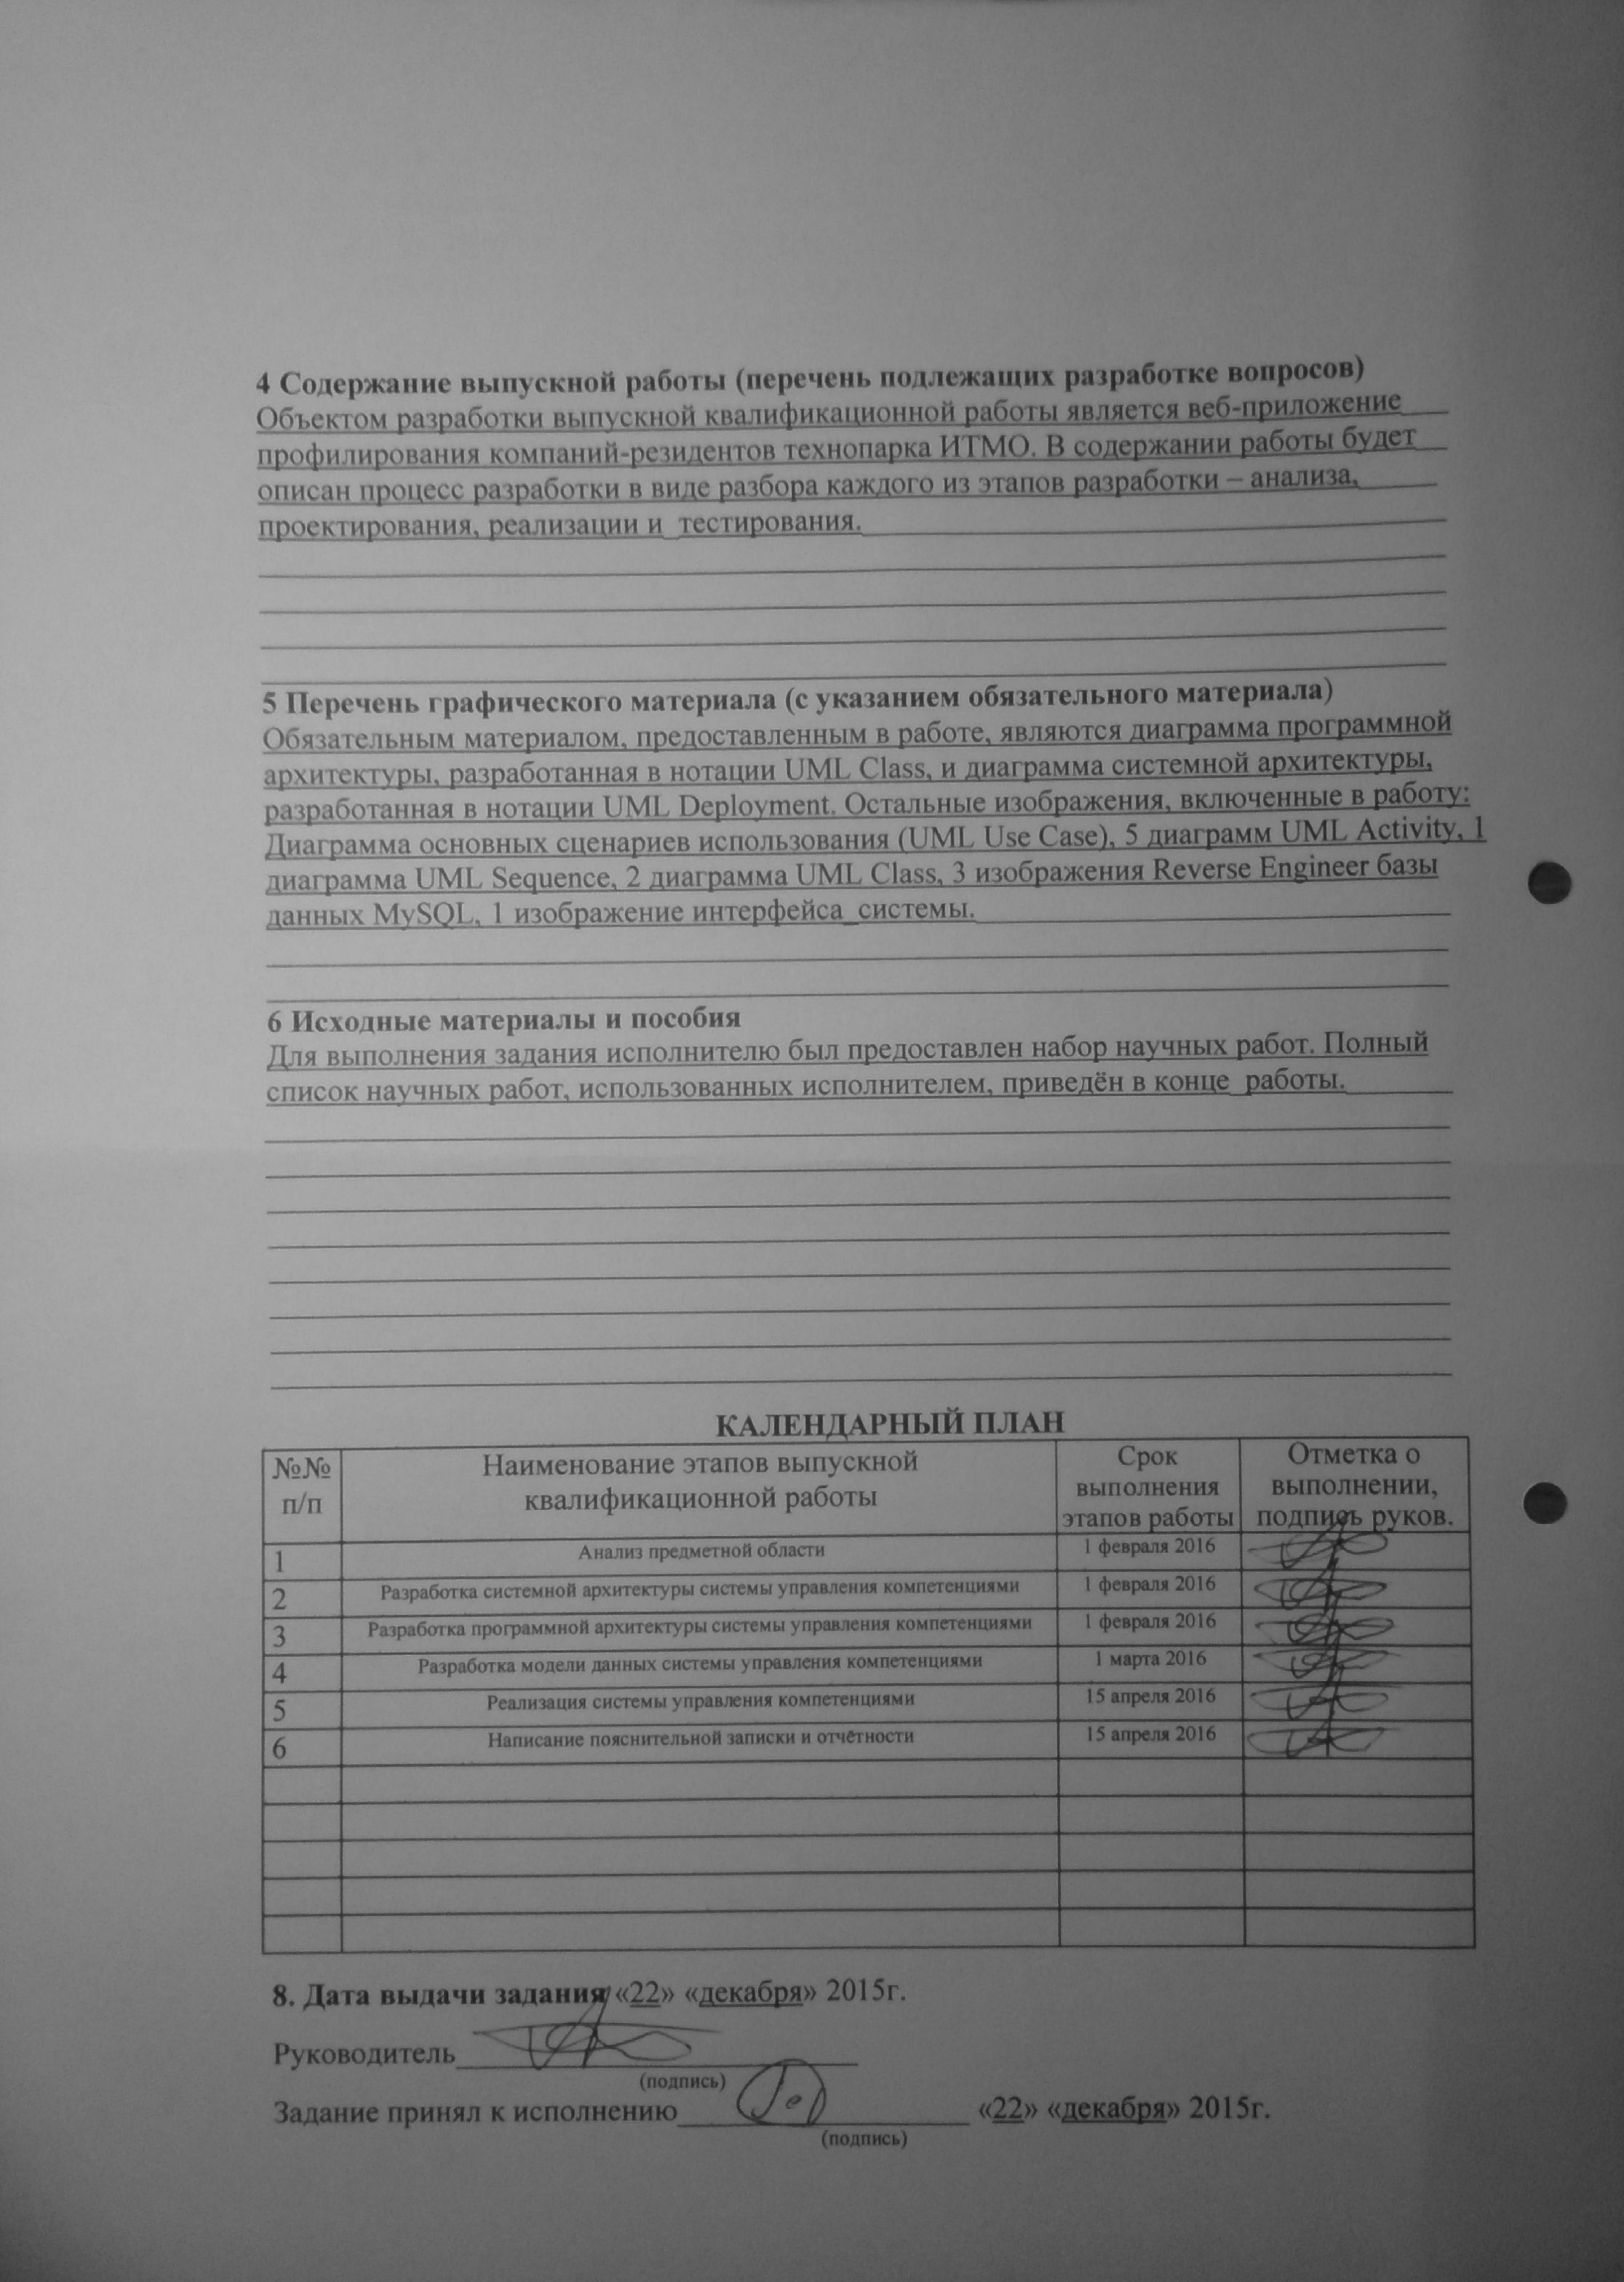 4 Содержание выпускной работы (перечень подлежащих разработке вопросов)
Объектом разработки выпускной квалификационной работы является веб-приложение
профилирования компаний-резидентов технопарка ИТМО. В содержании работы будет
описан процесс разработки в виде разбора каждого из этапов разработки – анализа,
проектирования, реализации и тестирования.
5 Перечень графического материала (с указанием обязательного материала)
Обязательным материалом, предоставленным в работе, являются диаграмма программной
архитектуры, разработанная в нотации UML Class, и диаграмма системной архитектуры,
разработанная в нотации UML Deployment. Остальные изображения, включенные в работу:
Диаграмма основных сценариев использования (UML Use Case), 5 диаграмм UML Activity, 1
диаграмма UML Sequence, 2 диаграмма UML Class, 3 изображения Reverse Engineer базы
данных MySQL, 1 изображение интерфейса системы.
6 Исходные материалы и пособия
Для выполнения задания исполнителю был предоставлен набор научных работ. Полный
список научных работ, использованных исполнителем, приведён в конце работы.
КАЛЕНДАРНЫЙ ПЛАН
№№ п/п
Наименование этапов выпускной
квалификационной работы
Срок
выполнения
этапов работы
Отметка о
выполнении,
подпись руков.
1 Анализ предметной области 1 февраля 2016
2 Разработка системной архитектуры системы управления компетенциями 1 февраля 2016
3 Разработка программной архитектуры системы управления компетенциями 1 февраля 2016
4 Разработка модели данных системы управления компетенциями 1 марта 2016
5 Реализация системы управления компетенциями 15 апреля 2016
6 Написание пояснительной записки и отчётности 15 апреля 2016
8. Дата выдачи задания «22» «декабря» 2015г.
Руководитель
(подпись)
Задание принял к исполнению «22» «декабря» 2015г.
(подпись)